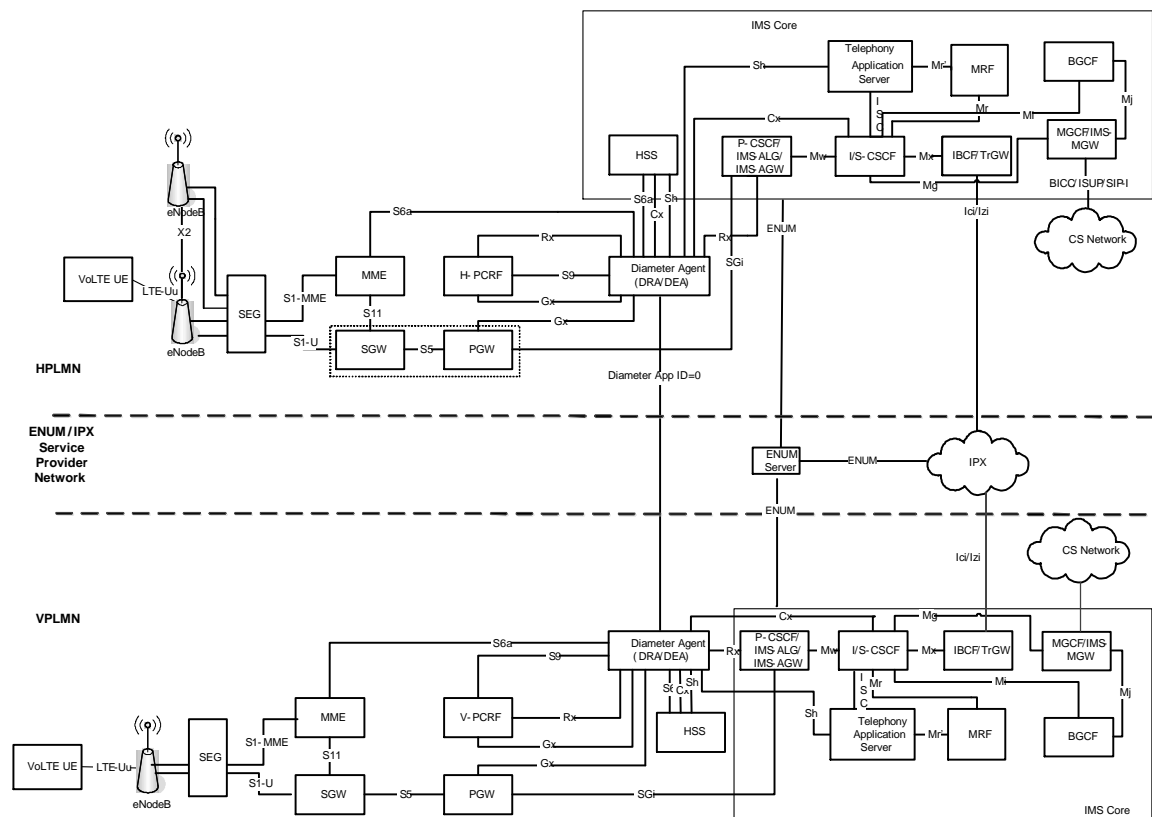 IMS Core
Telephony
Application
Server
Mr'
MRF
BGCF
Sh
I
S
C
Mr
Mi
Mj
Cx
HSS
P- CSCF/
IMS-ALG/
IMS-AGW
Mw
I/S-CSCF
Mx
IBCF/TrGW
MGCF/IMS-
MGW
Mg
BICC/ISUP/SIP-I
S6a
Cx
Sh
eNodeB
X2
S6a
Rx
Rx
ENUM
Ici/Izi
CS Network
SGi
VoLTE UE
LTE-Uu
SEG
S1-MME
MME
H- PCRF
S9
Diameter Agent
(DRA/DEA)
Gx
S11
Gx
eNodeB
S1-U
SGW
S5
PGW
HPLMN
Diameter App ID=0
ENUM / IPX
Service
Provider
Network
ENUM
Server
ENUM
IPX
ENUM
CS Network
Ici/Izi
VPLMN
Cx
Mg
S6a
Diameter Agent
(DRA/DEA)
Rx
P-CSCF/
IMS-ALG/
IMS-AGW
Mw
I/S-CSCF
Mx
IBCF/TrGW
MGCF/IMS-
MGW
S9
Cx
Sh
I
S
C
Mr
Mi
Mj
MME
V- PCRF
Rx
HSS
Sh
Telephony
Application
Server
Mr'
MRF
BGCF
S1- MME
SEG
VoLTE UE
LTE-Uu
eNodeB
S11
Gx
Gx
S1-U
SGW
S5
PGW
SGi
IMS Core